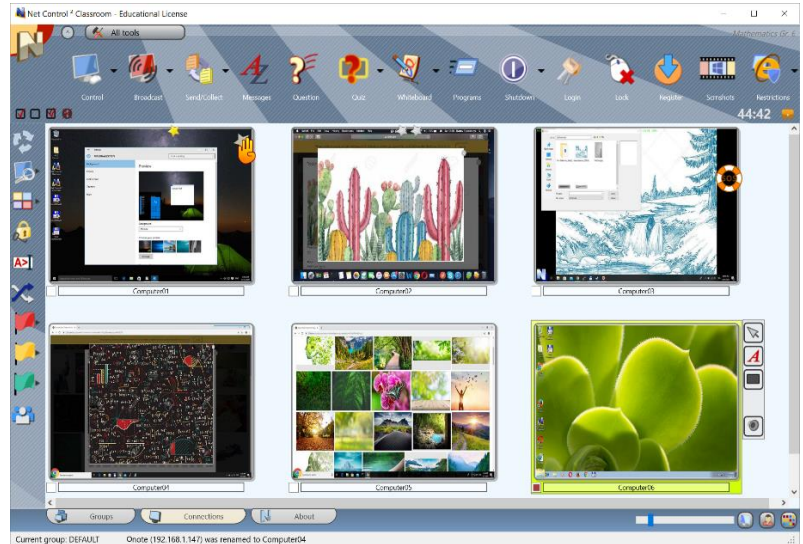 Net Control ² Classroom - Educational License
All tools
Mathematics Gr. 6
Control Broadcast Send/Collect Messages Question Quiz Whiteboard Programs Shutdown Login Lock Register Scrnshots Restrictions
44:42
Computer01 Computer02 Computer03
SOS
Computer04 Computer05 Computer06
Groups Connections About
Current group: DEFAULT Onote (192.168.1.147) was renamed to Computer04